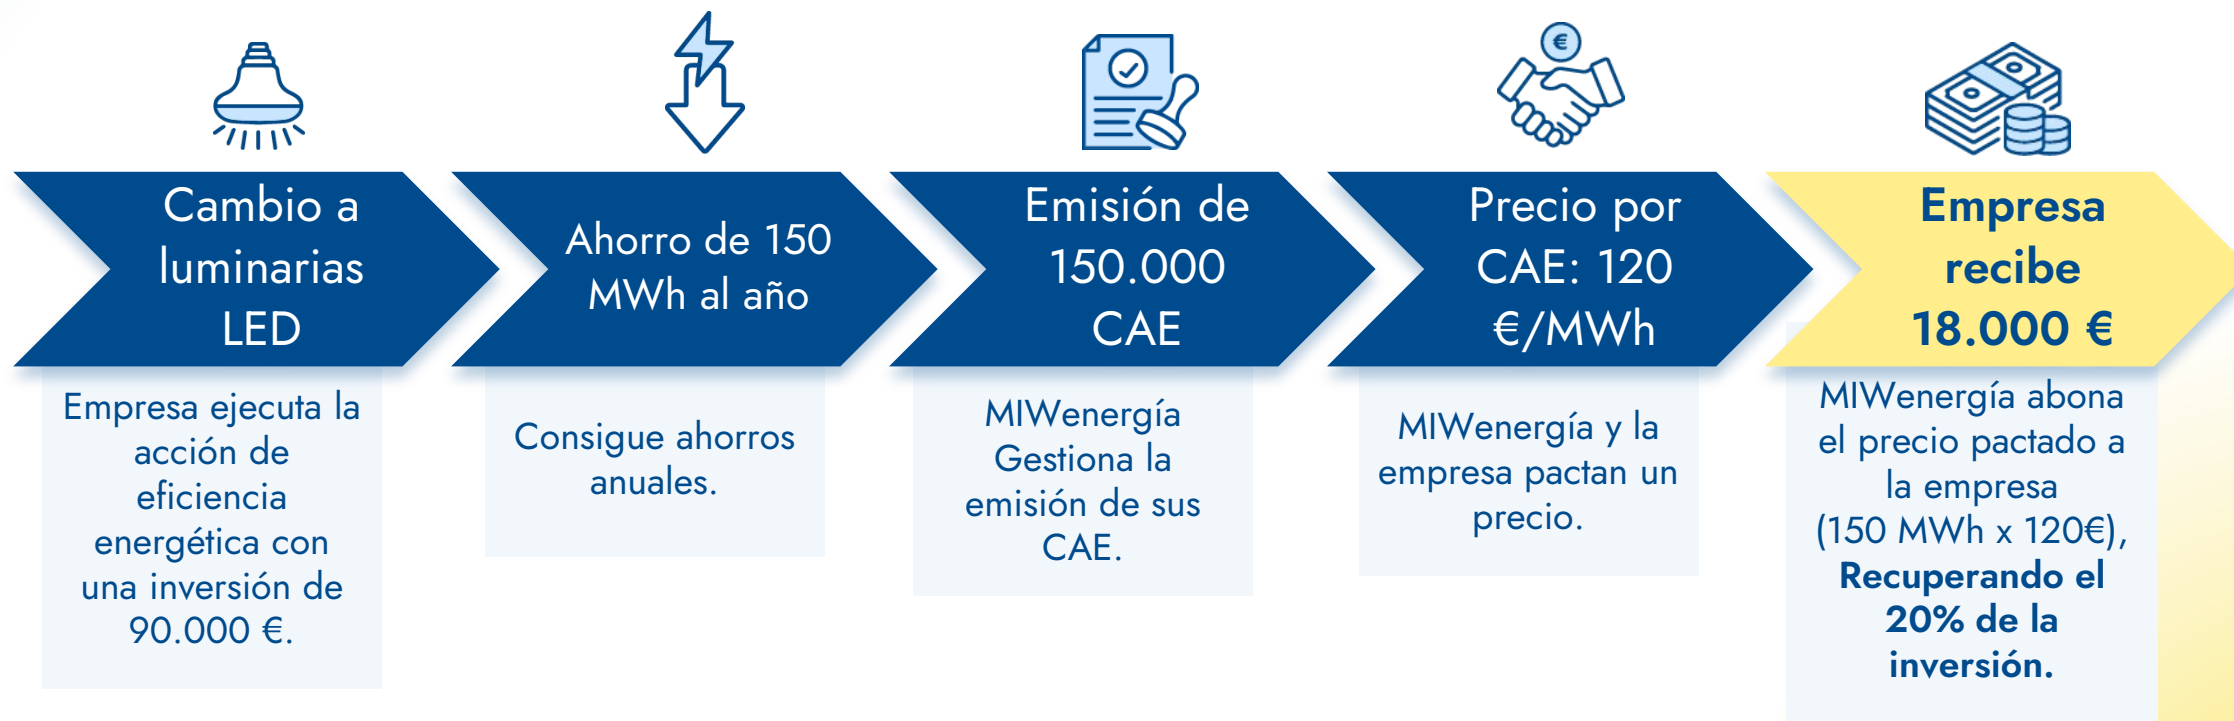 Cambio a
luminarias
LED
Empresa ejecuta la
acción de
eficiencia
energética con
una inversión de
90.000 €.
Ahorro de 150
MWh al año
Consigue ahorros
anuales.
Emisión de
150.000
CAE
MIWenergía
Gestiona la
emisión de sus
CAE.
€
Precio por
CAE: 120
€/MWh
MIWenergía y la
empresa pactan un
precio.
Empresa
recibe
18.000 €
MIWenergía abona
el precio pactado a
la empresa
(150 MWh x 120€),
Recuperando el
20% de la
inversión.